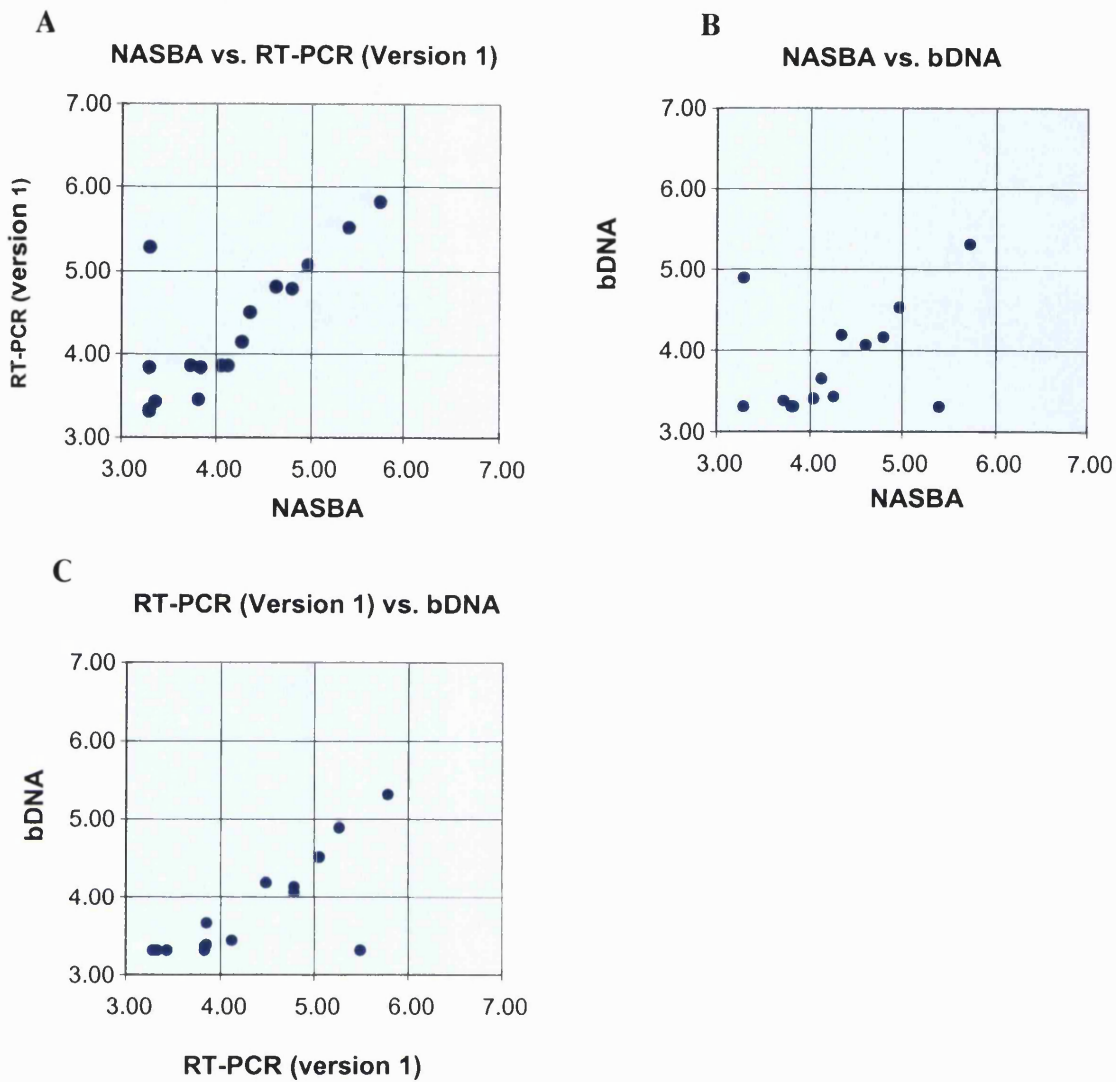 A
NASBA vs. RT-PCR (Version 1)
7.00
6.00
5.00
4.00
3.00
RT-PCR (version 1)
3.00 4.00 5.00 6.00 7.00
NASBA
B
NASBA vs. bDNA
7.00
6.00
5.00
4.00
3.00
bDNA
3.00 4.00 5.00 6.00 7.00
NASBA
C
RT-PCR (Version 1) vs. bDNA
7.00
6.00
5.00
4.00
3.00
bDNA
3.00 4.00 5.00 6.00 7.00
RT-PCR (version 1)